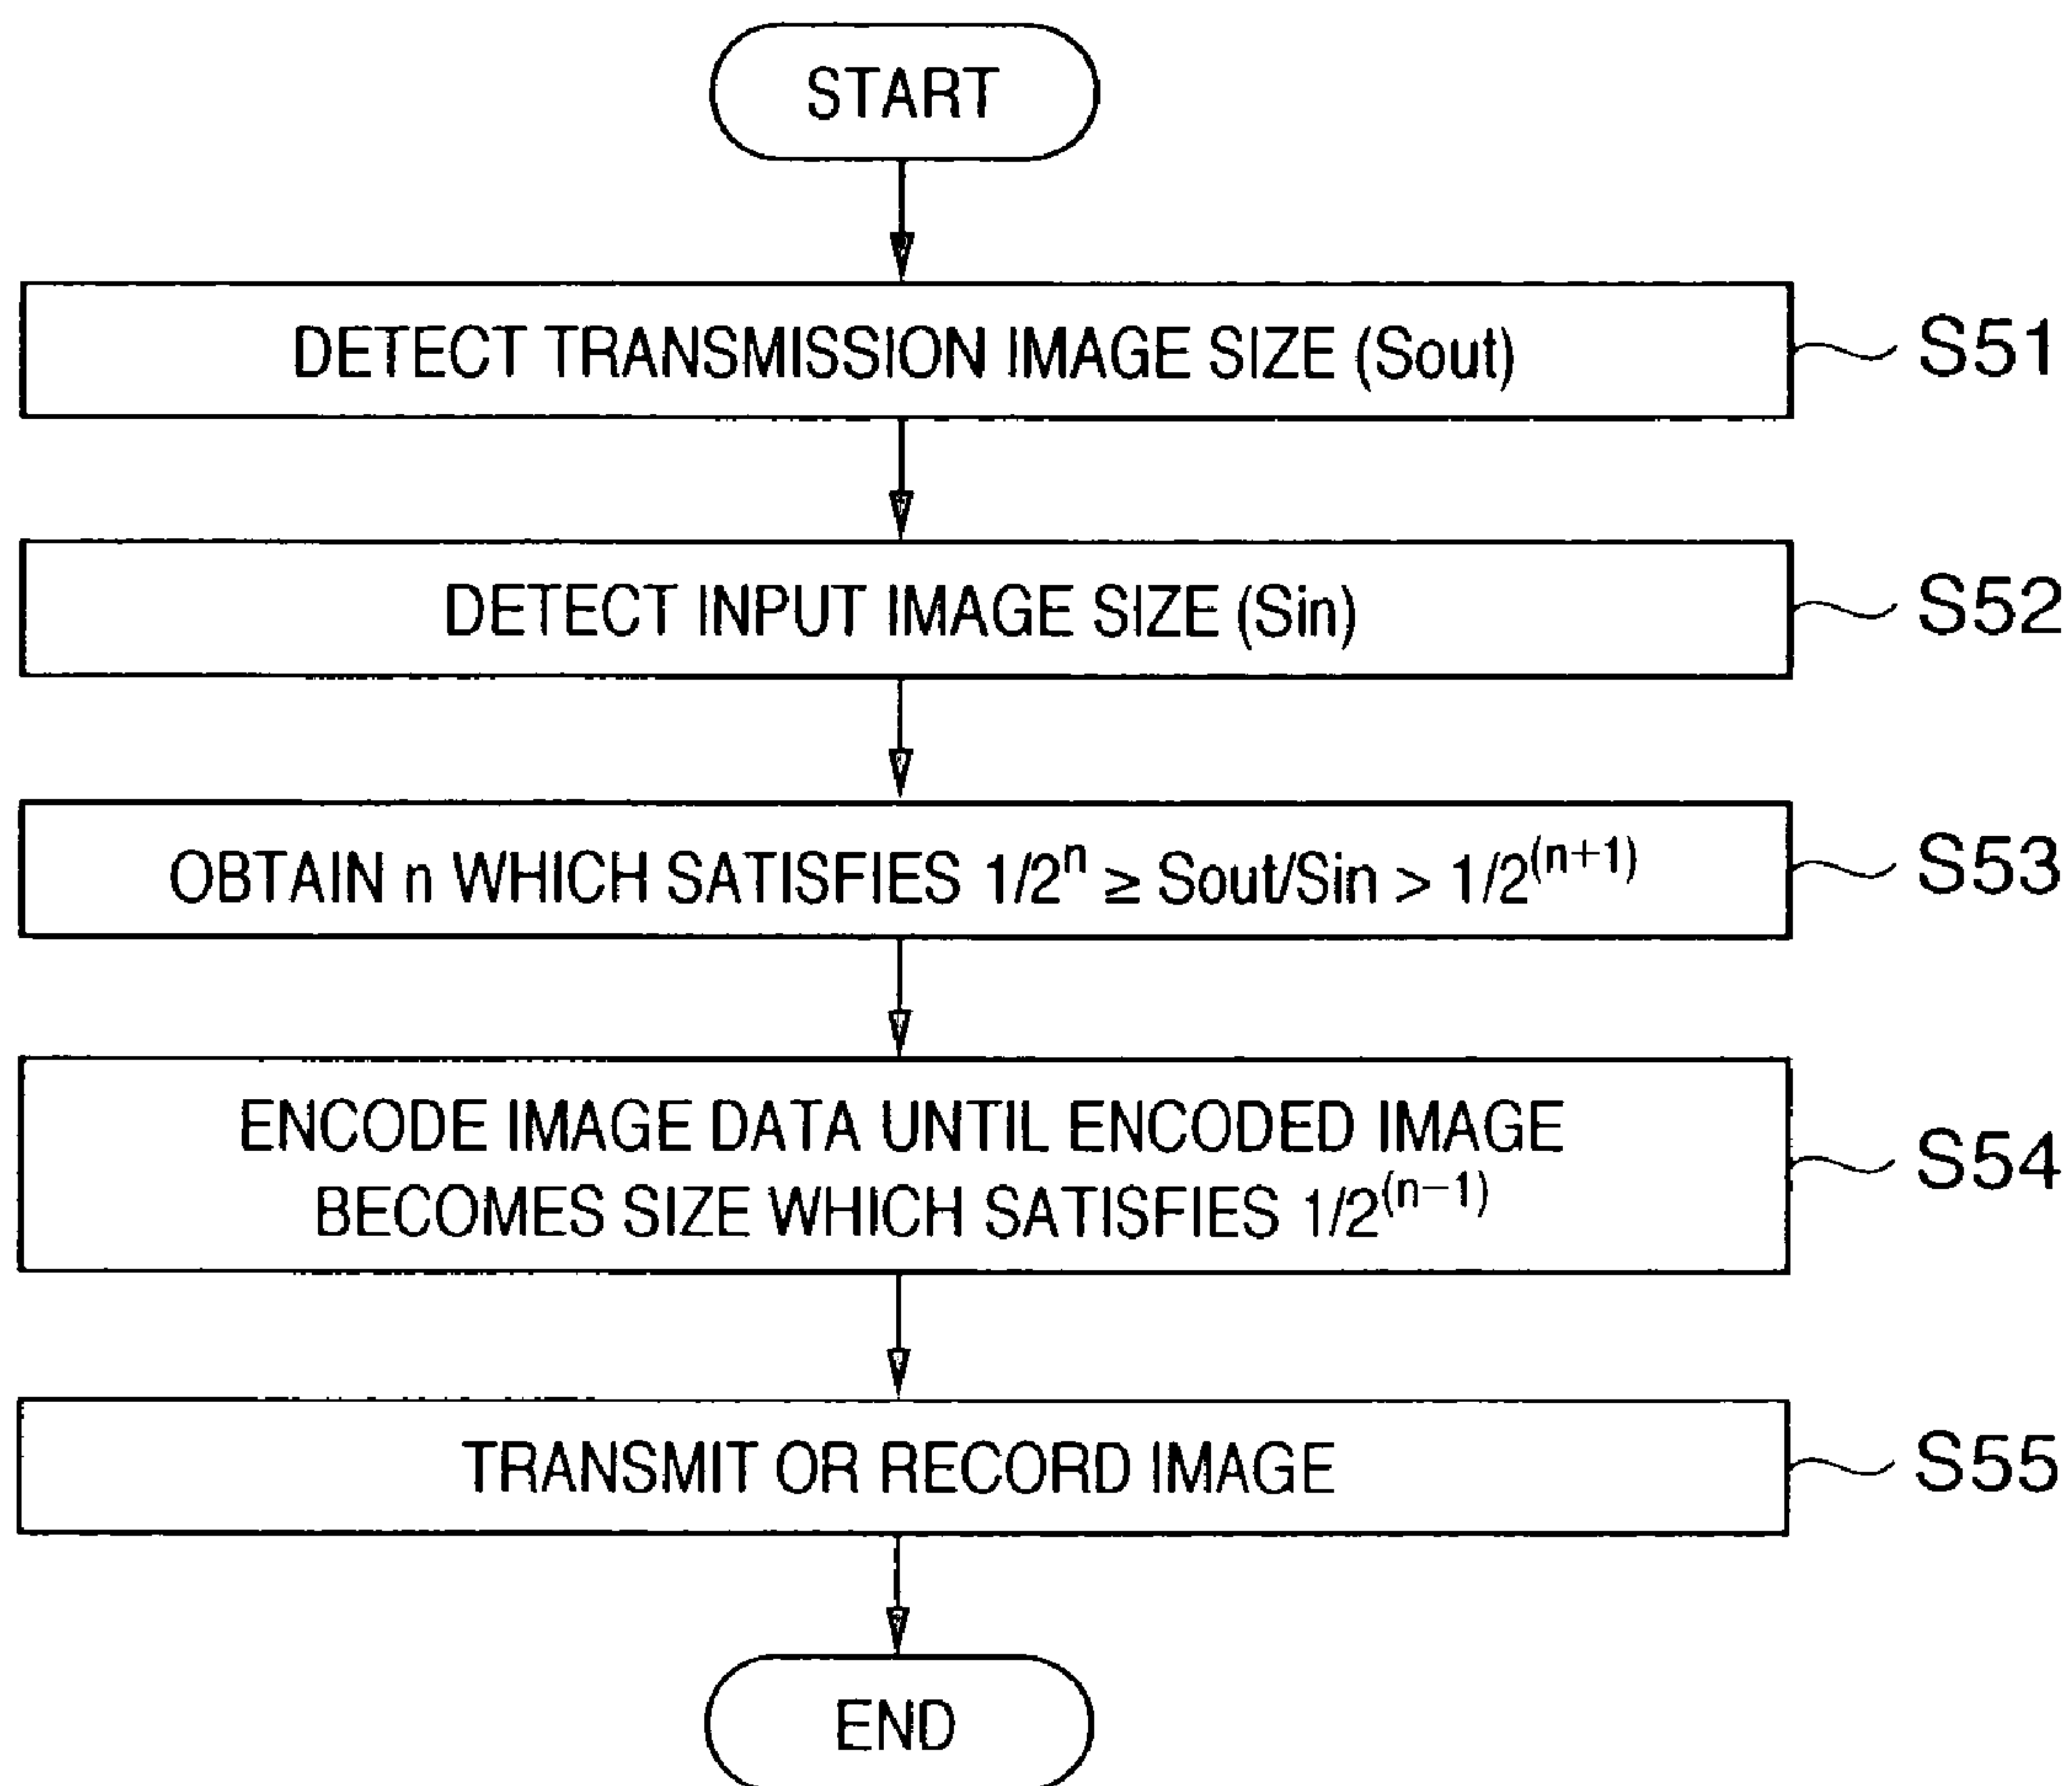 START
DETECT TRANSMISSION IMAGE SIZE (Sout)
S51
DETECT INPUT IMAGE SIZE (Sin)
S52
OBTAIN n WHICH SATISFIES 1/2^n ≥ Sout/Sin > 1/2^(n+1)
S53
ENCODE IMAGE DATA UNTIL ENCODED IMAGE
BECOMES SIZE WHICH SATISFIES 1/2^(n−1)
S54
TRANSMIT OR RECORD IMAGE
S55
END